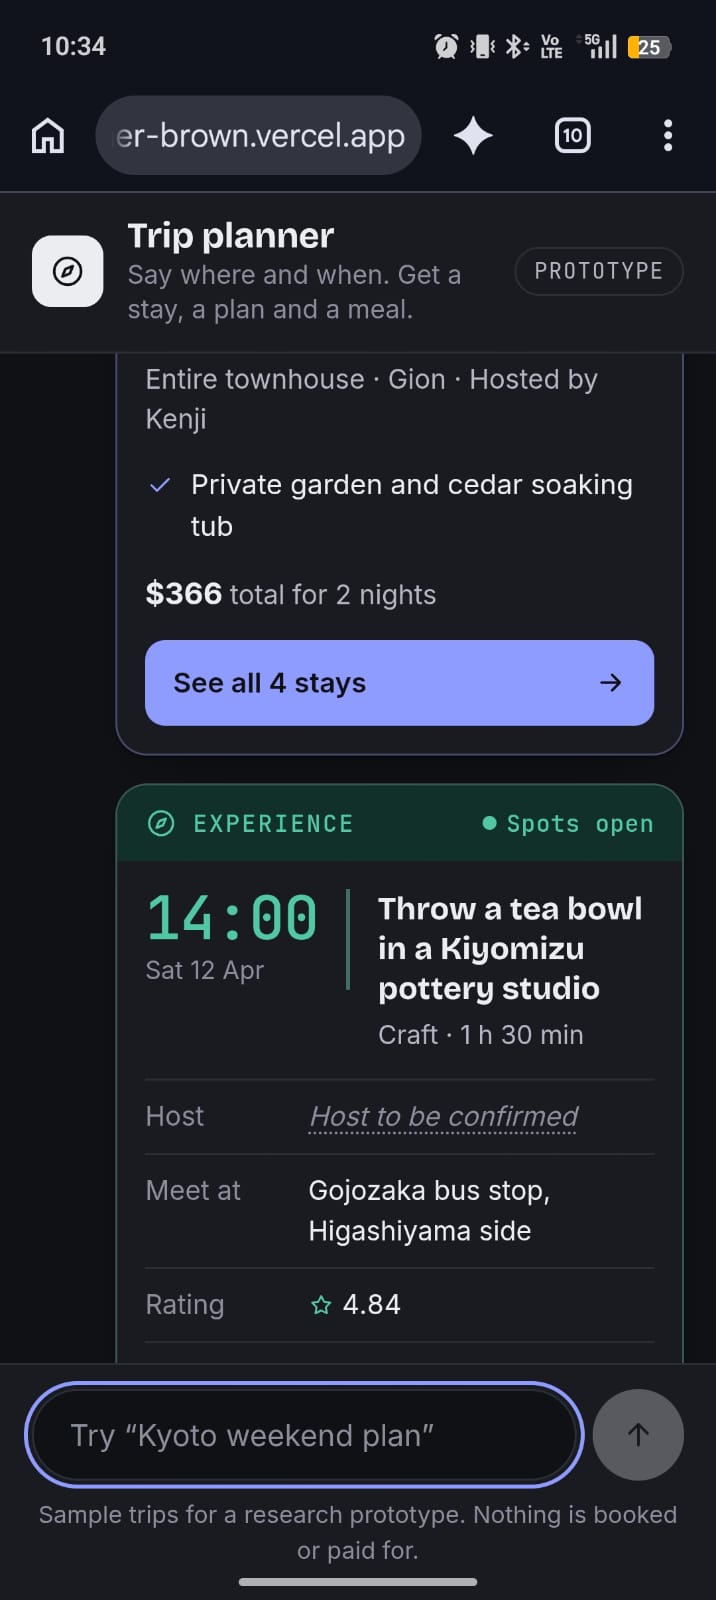 10:34
Vo
LTE
5G
25
er-brown.vercel.app
10
Trip planner
Say where and when. Get a
stay, a plan and a meal.
PROTOTYPE
Entire townhouse · Gion · Hosted by
Kenji
Private garden and cedar soaking
tub
$366 total for 2 nights
See all 4 stays
EXPERIENCE
Spots open
14:00
Sat 12 Apr
Throw a tea bowl
in a Kiyomizu
pottery studio
Craft · 1 h 30 min
Host
Host to be confirmed
Meet at
Gojozaka bus stop,
Higashiyama side
Rating
4.84
Try “Kyoto weekend plan”
Sample trips for a research prototype. Nothing is booked
or paid for.